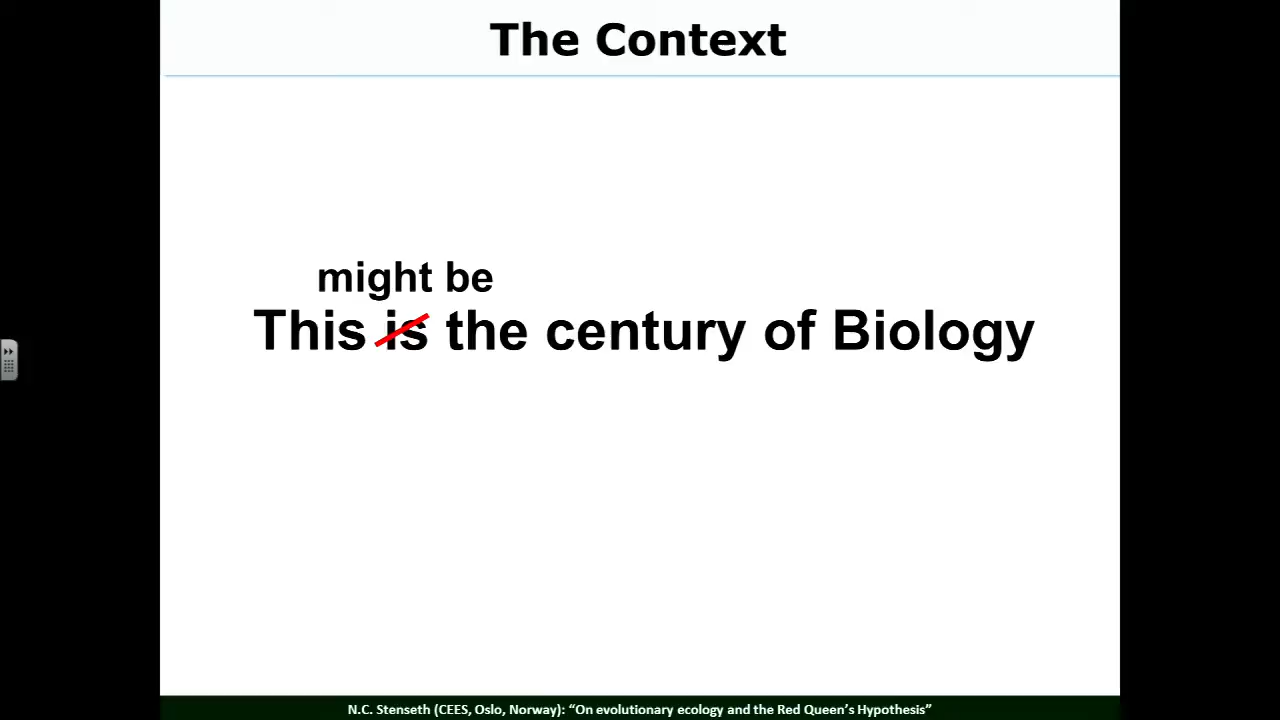 The Context
might be
This is the century of Biology
N.C. Stenseth (CEES, Oslo, Norway): “On evolutionary ecology and the Red Queen’s Hypothesis”